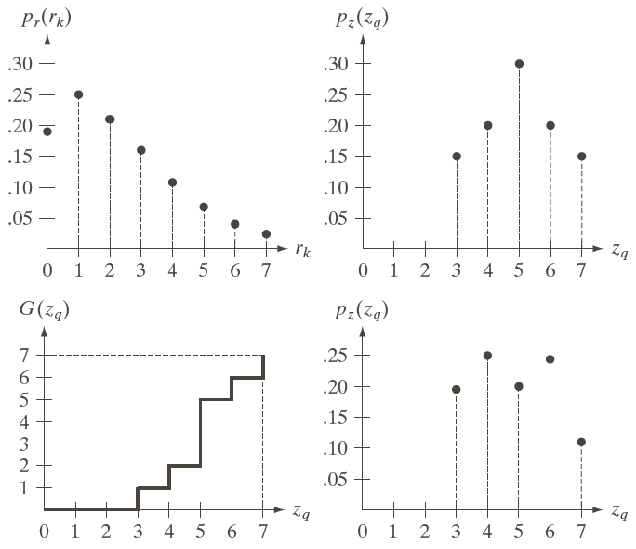 p_r(r_k)
.30
.25
.20
.15
.10
.05
0 1 2 3 4 5 6 7
r_k
p_z(z_q)
.30
.25
.20
.15
.10
.05
0 1 2 3 4 5 6 7
z_q
G(z_q)
7
6
5
4
3
2
1
0 1 2 3 4 5 6 7
z_q
p_z(z_q)
.25
.20
.15
.10
.05
0 1 2 3 4 5 6 7
z_q